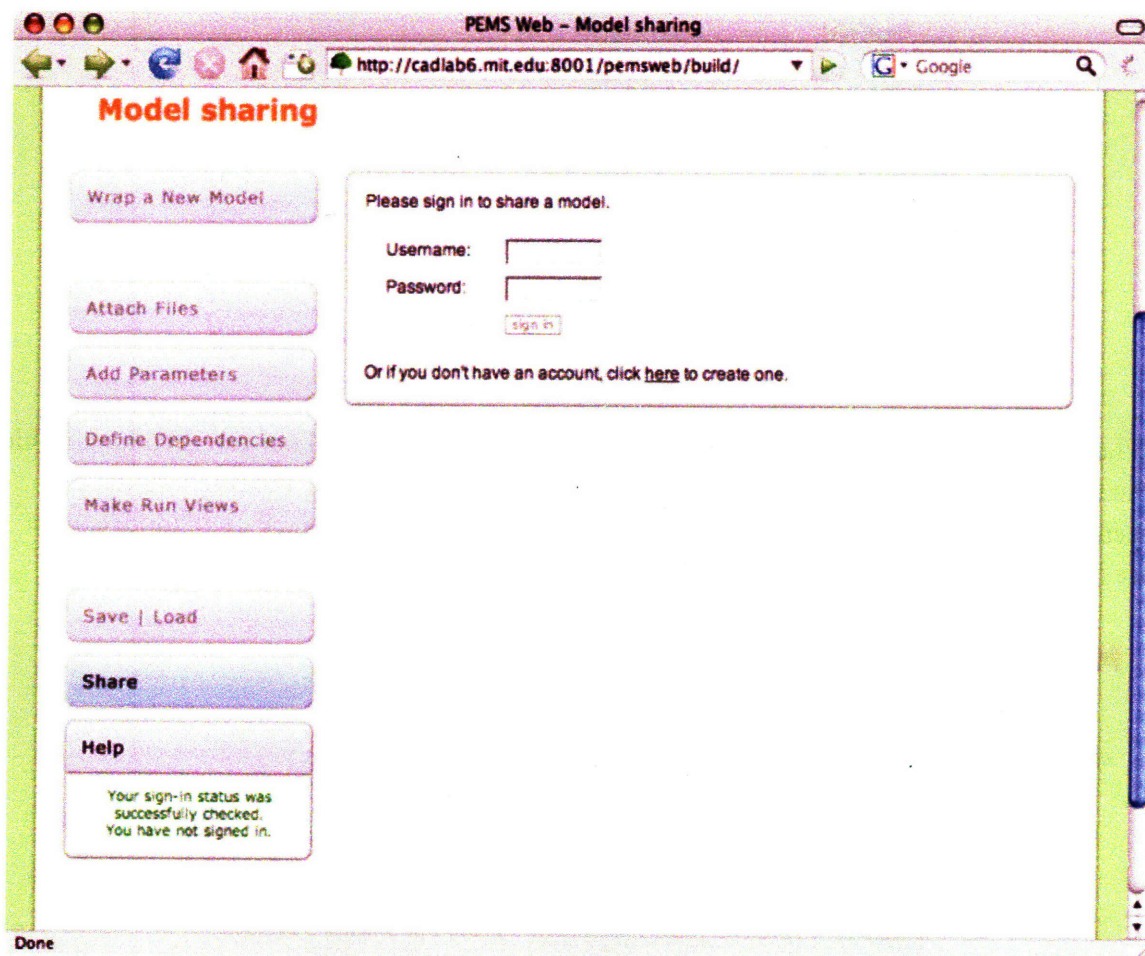 PEMS Web – Model sharing
http://cadlab6.mit.edu:8001/pemsweb/build/
G Google
Model sharing
Wrap a New Model
Please sign in to share a model.
Username:
Password:
sign in
Or if you don't have an account, click here to create one.
Attach Files
Add Parameters
Define Dependencies
Make Run Views
Save | Load
Share
Help
Your sign-in status was
successfully checked.
You have not signed in.
Done